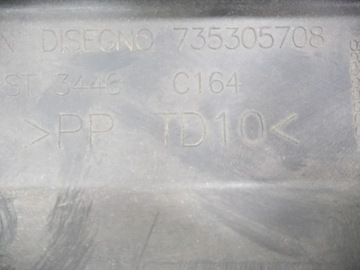 N DISEGNO 735305708
ST 3446 C164
>PP TD10<